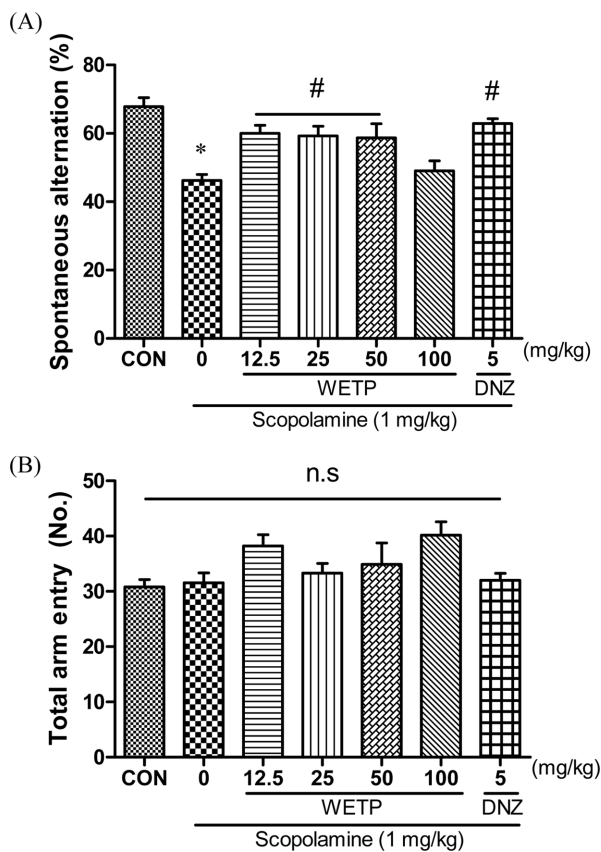 (A)
Spontaneous alternation (%)
80
60
40
20
0
*
#
#
CON 0 12.5 25 50 100 5 (mg/kg)
WETP DNZ
Scopolamine (1 mg/kg)
(B)
Total arm entry (No.)
50
40
30
20
10
0
n.s
CON 0 12.5 25 50 100 5 (mg/kg)
WETP DNZ
Scopolamine (1 mg/kg)